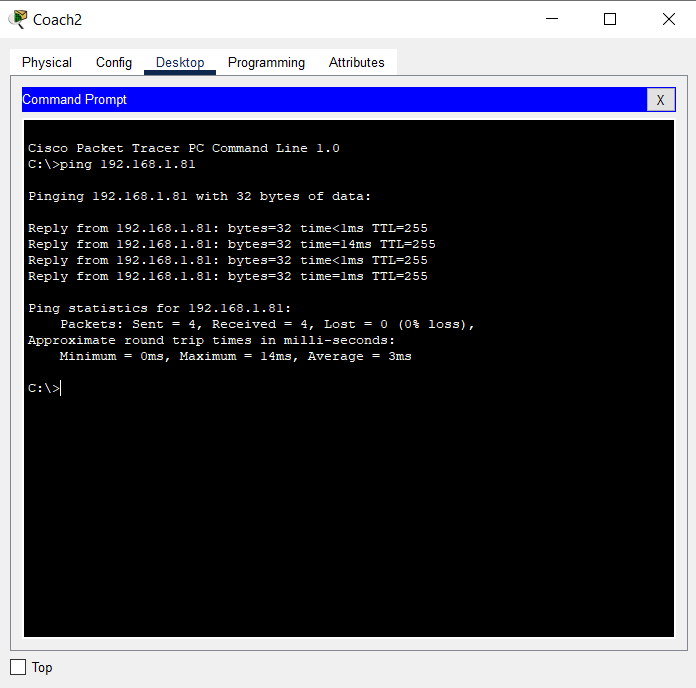 Coach2
Physical Config Desktop Programming Attributes
Command Prompt X
Cisco Packet Tracer PC Command Line 1.0
C:\>ping 192.168.1.81
Pinging 192.168.1.81 with 32 bytes of data:
Reply from 192.168.1.81: bytes=32 time<1ms TTL=255
Reply from 192.168.1.81: bytes=32 time=14ms TTL=255
Reply from 192.168.1.81: bytes=32 time<1ms TTL=255
Reply from 192.168.1.81: bytes=32 time=1ms TTL=255
Ping statistics for 192.168.1.81:
    Packets: Sent = 4, Received = 4, Lost = 0 (0% loss),
Approximate round trip times in milli-seconds:
    Minimum = 0ms, Maximum = 14ms, Average = 3ms
C:\>
Top